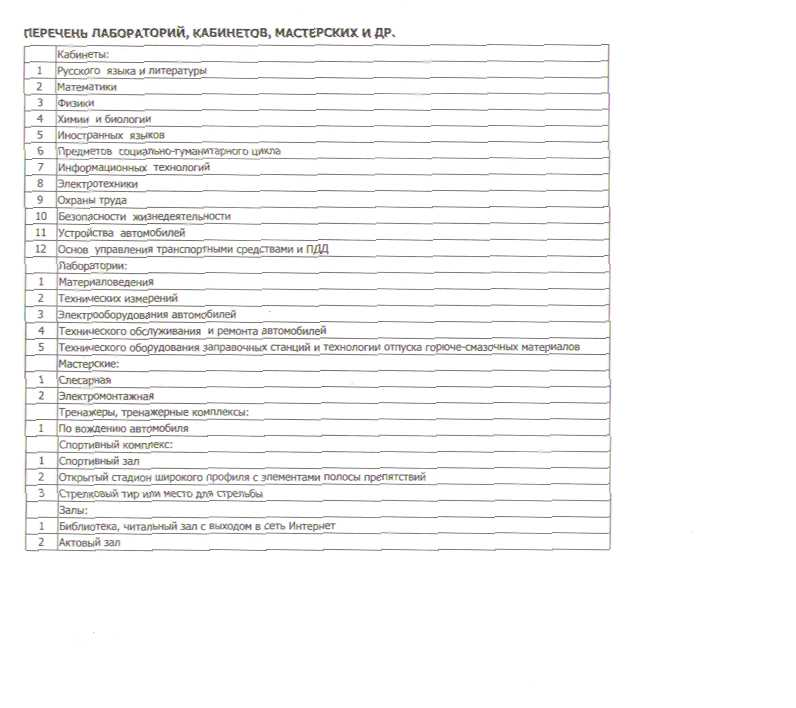 ПЕРЕЧЕНЬ ЛАБОРАТОРИЙ, КАБИНЕТОВ, МАСТЕРСКИХ И ДР.
Кабинеты:
1 Русского языка и литературы
2 Математики
3 Физики
4 Химии и биологии
5 Иностранных языков
6 Предметов социально-гуманитарного цикла
7 Информационных технологий
8 Электротехники
9 Охраны труда
10 Безопасности жизнедеятельности
11 Устройства автомобилей
12 Основ управления транспортными средствами и ПДД
Лаборатории:
1 Материаловедения
2 Технических измерений
3 Электрооборудования автомобилей
4 Технического обслуживания и ремонта автомобилей
5 Технического оборудования заправочных станций и технологии отпуска горюче-смазочных материалов
Мастерские:
1 Слесарная
2 Электромонтажная
Тренажеры, тренажерные комплексы:
1 По вождению автомобиля
Спортивный комплекс:
1 Спортивный зал
2 Открытый стадион широкого профиля с элементами полосы препятствий
3 Стрелковый тир или место для стрельбы
Залы:
1 Библиотека, читальный зал с выходом в сеть Интернет
2 Актовый зал